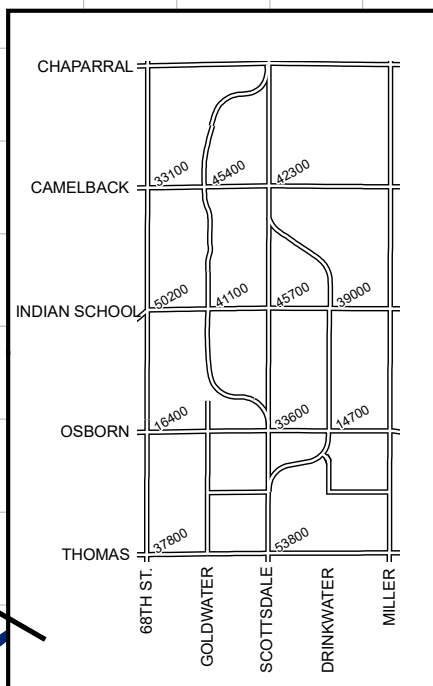 CHAPARRAL
33100 45400 42300
CAMELBACK
50200 41100 45700 39000
INDIAN SCHOOL
16400 33600 14700
OSBORN
37800 53800
THOMAS
68TH ST.
GOLDWATER
SCOTTSDALE
DRINKWATER
MILLER